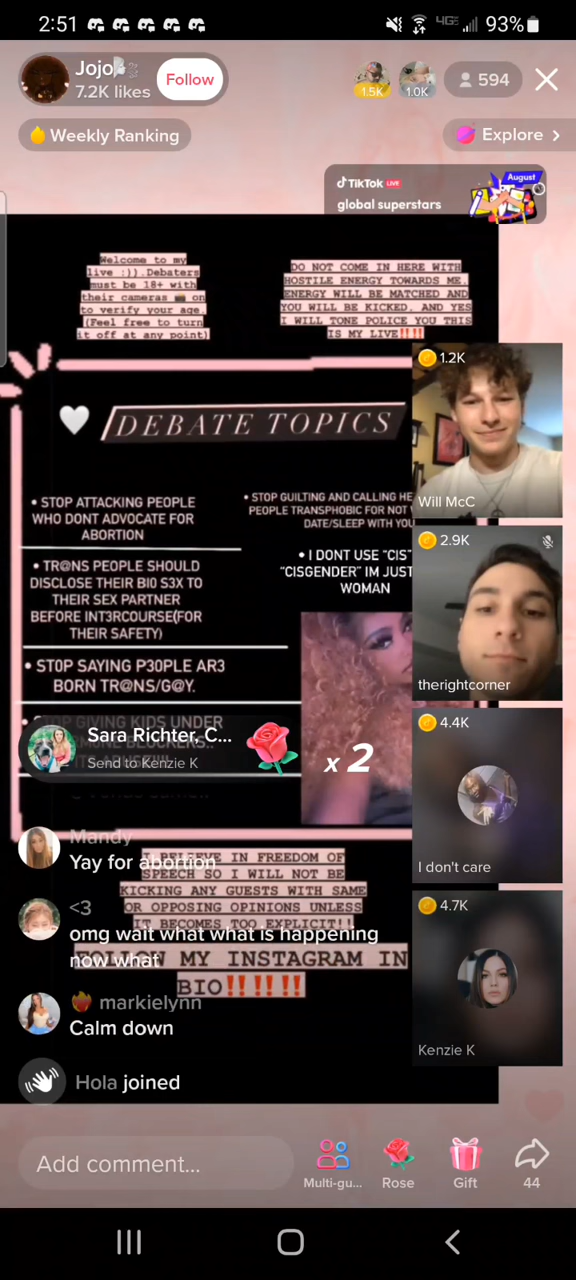 2:51
4GE
93%
Jojo
7.2K likes
Follow
1.5K
1.0K
594
Weekly Ranking
Explore >
TikTok LIVE
global superstars
August
Welcome to my
live :)).Debaters
must be 18+ with
their cameras 📸 on
to verify your age.
(Feel free to turn
it off at any point)
DO NOT COME IN HERE WITH
HOSTILE ENERGY TOWARDS ME.
ENERGY WILL BE MATCHED AND
YOU WILL BE KICKED. AND YES
I WILL TONE POLICE YOU THIS
IS MY LIVE‼️‼️
DEBATE TOPICS
• STOP ATTACKING PEOPLE
WHO DONT ADVOCATE FOR
ABORTION
• TR@NS PEOPLE SHOULD
DISCLOSE THEIR BI0 S3X TO
THEIR SEX PARTNER
BEFORE INT3RCOURSE(FOR
THEIR SAFETY)
• ST0P SAYING P30PLE AR3
BORN TR@NS/G@Y.
GIVING KIDS UNDER
• STOP GUILTING AND CALLING HE
PEOPLE TRANSPHOBIC FOR NOT
DATE/SLEEP WITH YOU
• I DONT USE "CIS"
"CISGENDER" IM JUST
WOMAN
1.2K
Will McC
2.9K
therightcorner
4.4K
I don't care
4.7K
Kenzie K
Sara Richter, C...
Send to Kenzie K
x 2
Mandy
Yay for abortion
BELIEVE IN FREEDOM OF
SPEECH SO I WILL NOT BE
KICKING ANY GUESTS WITH SAME
OR OPPOSING OPINIONS UNLESS
IT BECOMES TOO EXPLICIT!!
<3
omg wait what what is happening
now what
MY INSTAGRAM IN
BIO‼️‼️‼️
markielynn
Calm down
Hola joined
Add comment...
Multi-gu...
Rose
Gift
44